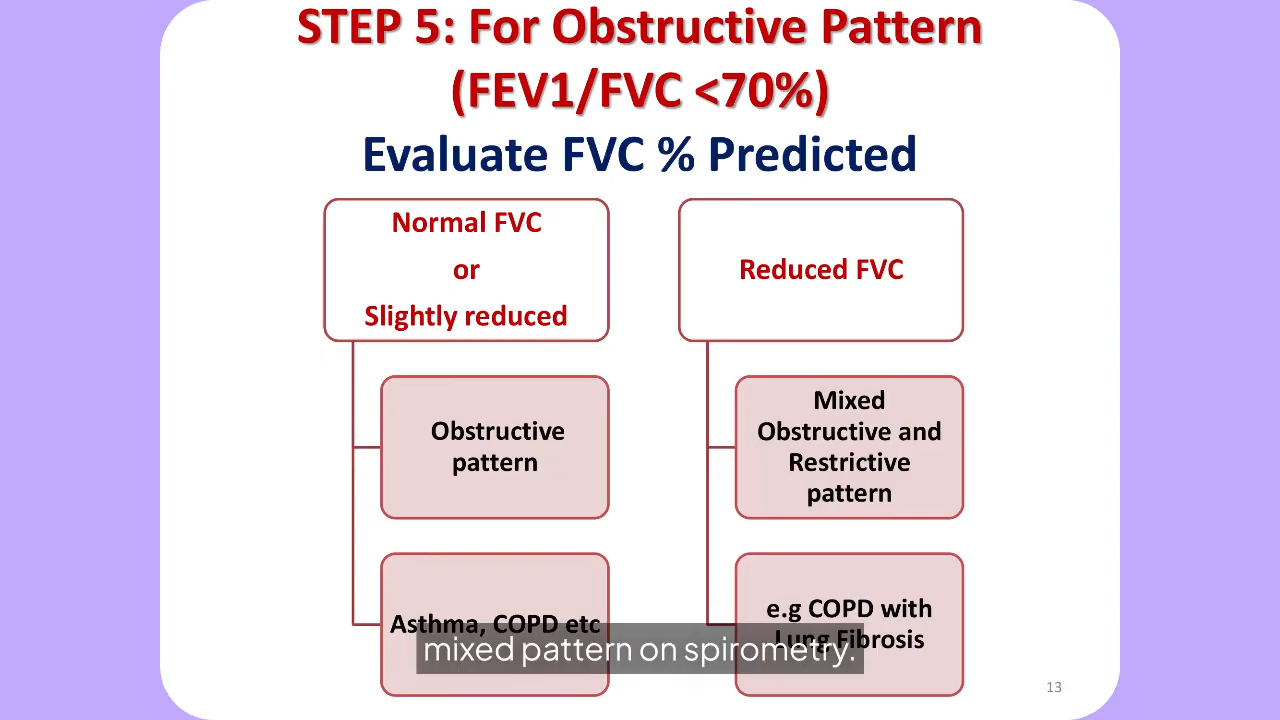 STEP 5: For Obstructive Pattern
(FEV1/FVC <70%)
Evaluate FVC % Predicted
Normal FVC
or
Slightly reduced
Reduced FVC
Obstructive
pattern
Mixed
Obstructive and
Restrictive
pattern
Asthma, COPD etc
e.g COPD with
Lung Fibrosis
mixed pattern on spirometry.
13